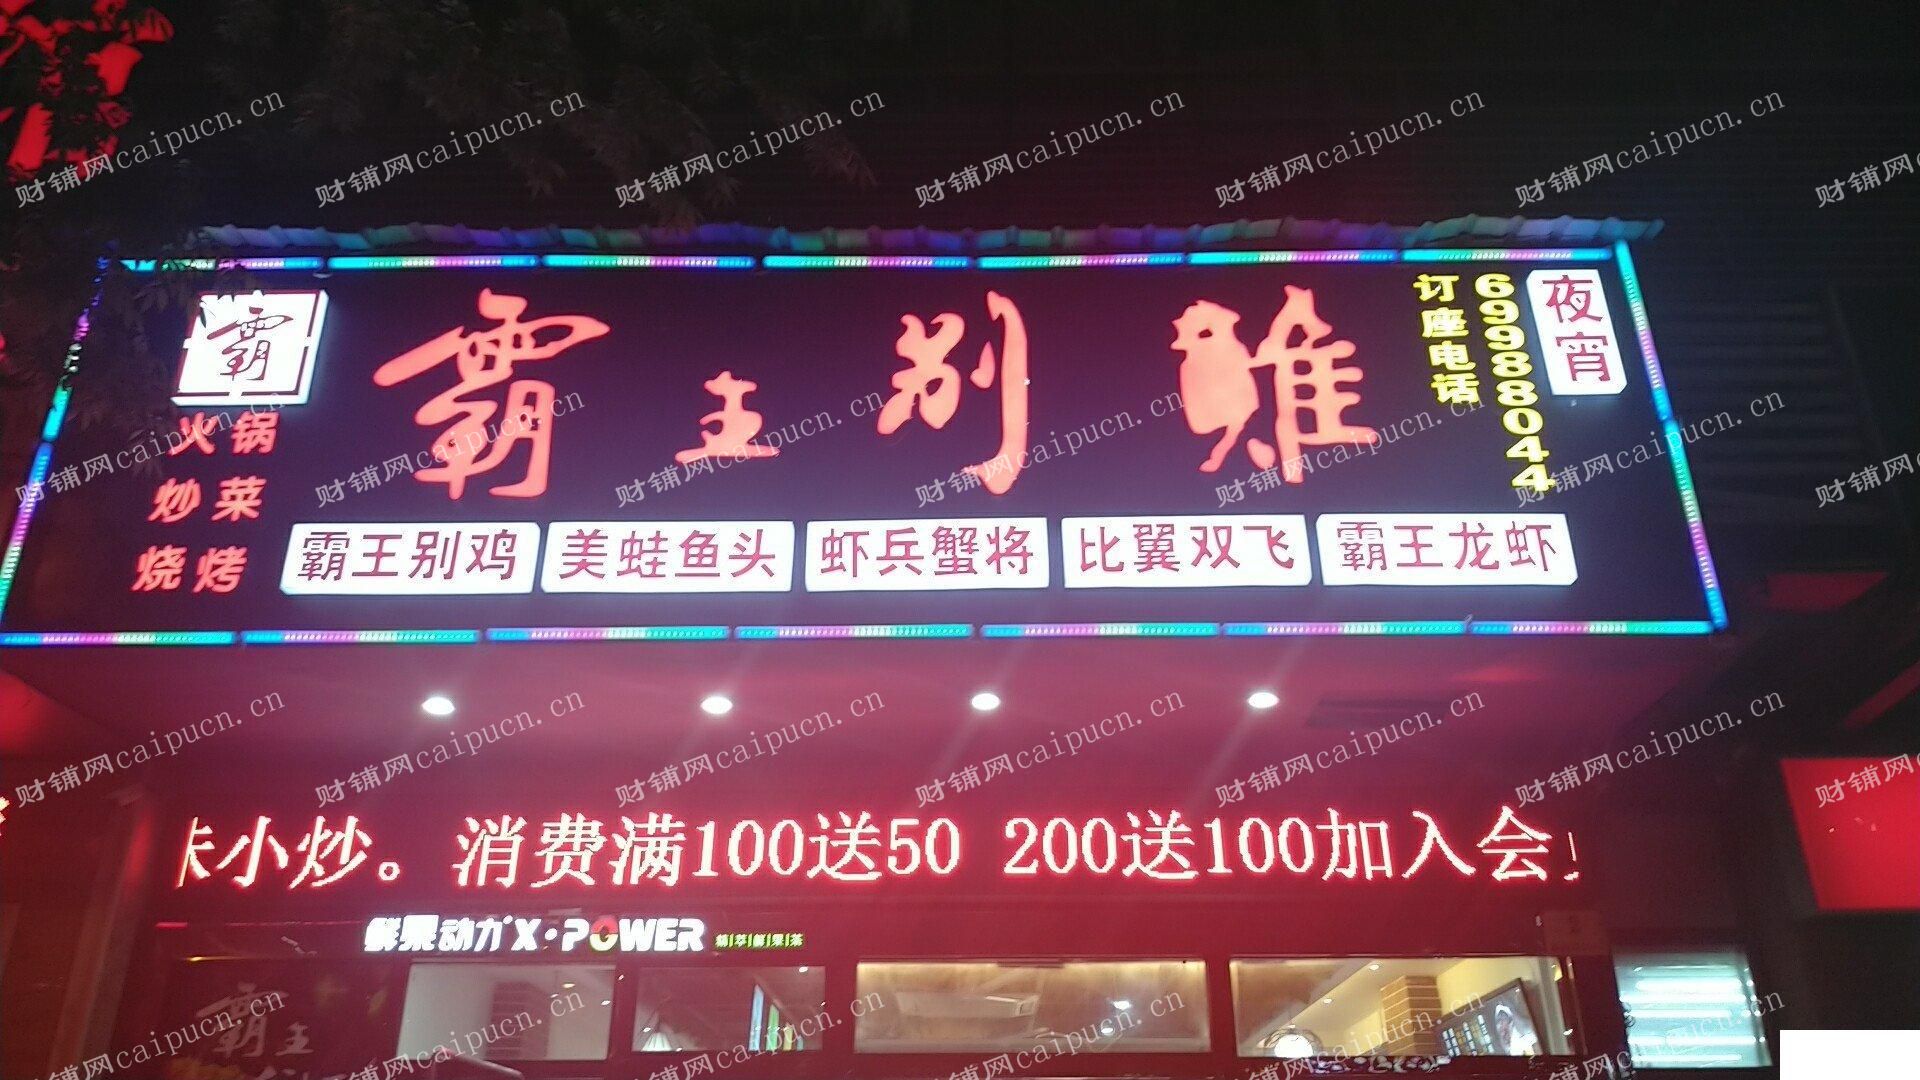 霸
火锅
炒菜
烧烤
霸王别雞
订座电话
69988044
夜宵
霸王别鸡
美蛙鱼头
虾兵蟹将
比翼双飞
霸王龙虾
小炒。消费满100送50 200送100加入会
鲜果动力X·POWER
霸王
财铺网caipucn.cn